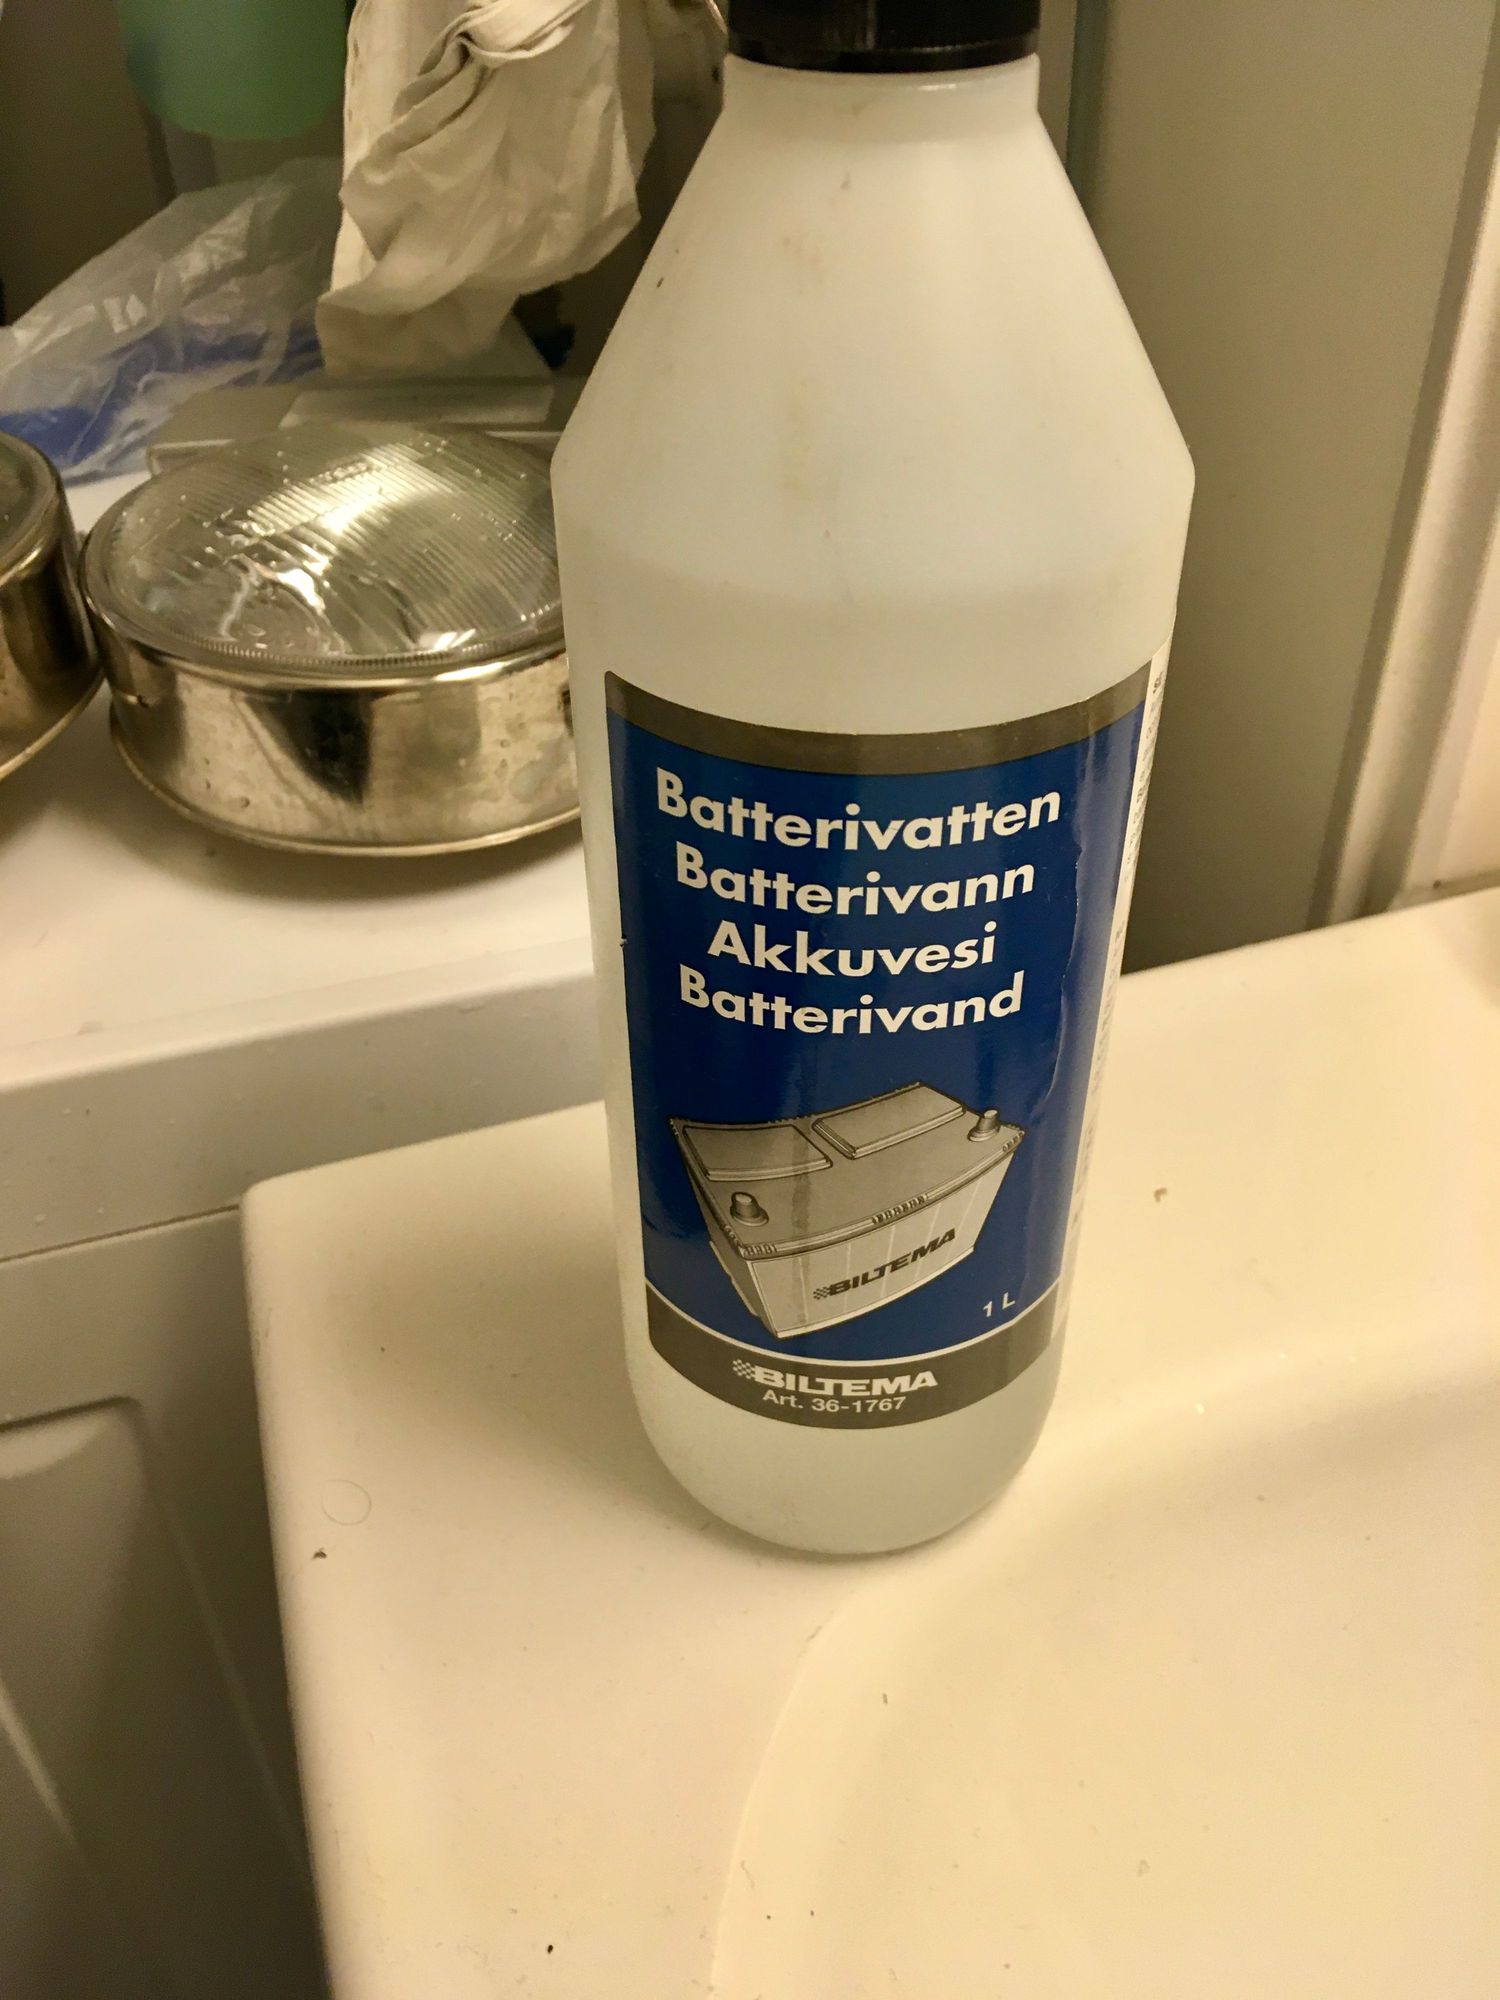 Batterivatten
Batterivann
Akkuvesi
Batterivand
BILTEMA
1 L
BILTEMA
Art. 36-1767